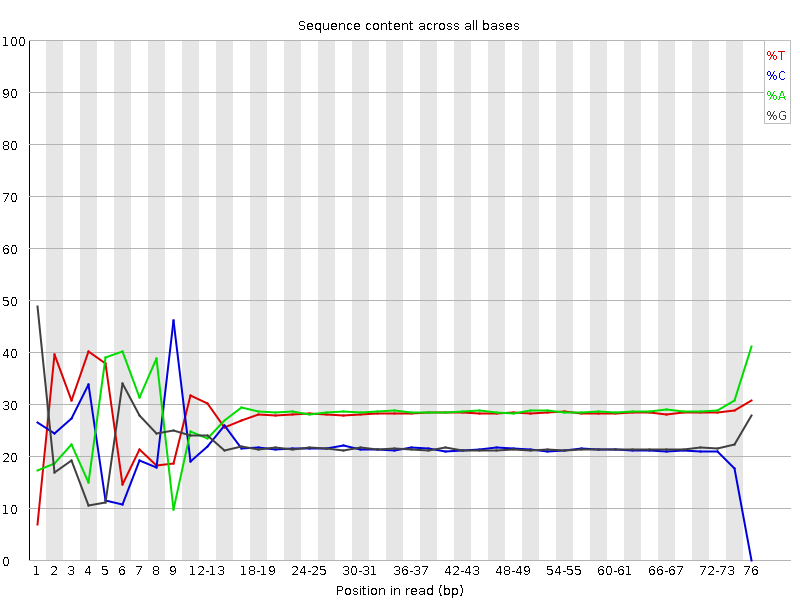 Sequence content across all bases
100
90
80
70
60
50
40
30
20
10
0
%T
%C
%A
%G
1 2 3 4 5 6 7 8 9 12-13 18-19 24-25 30-31 36-37 42-43 48-49 54-55 60-61 66-67 72-73 76
Position in read (bp)